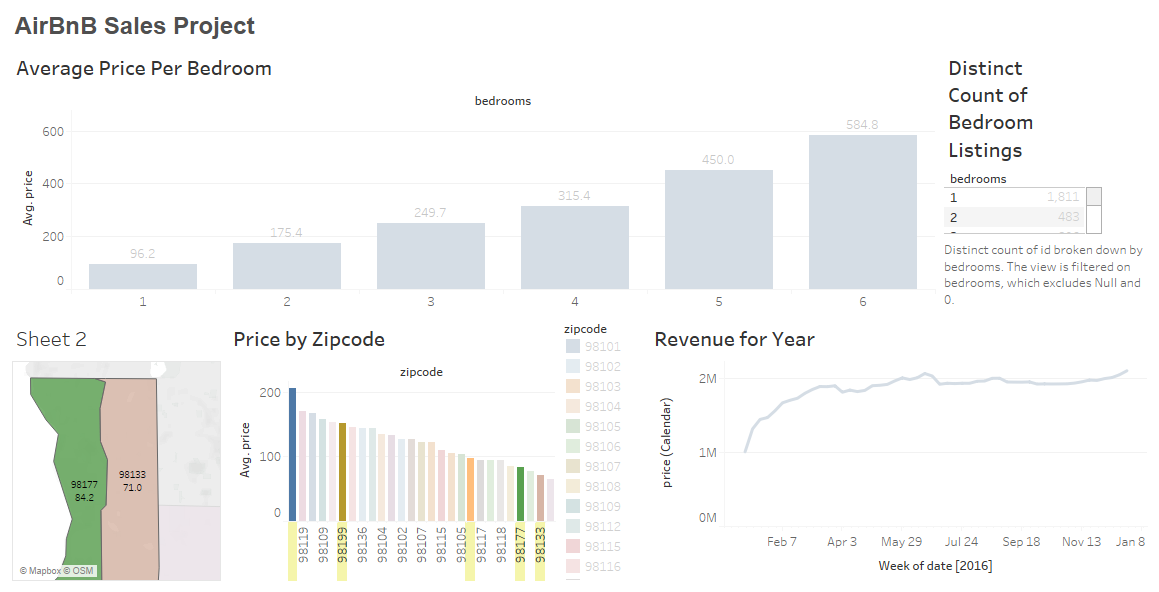 AirBnB Sales Project
Average Price Per Bedroom
bedrooms
Avg. price
600
400
200
0
96.2
175.4
249.7
315.4
450.0
584.8
1
2
3
4
5
6
Distinct
Count of
Bedroom
Listings
bedrooms
1 1,811
2 483
Distinct count of id broken down by
bedrooms. The view is filtered on
bedrooms, which excludes Null and
0.
Sheet 2
98177
84.2
98133
71.0
© Mapbox © OSM
Price by Zipcode
zipcode
Avg. price
200
100
0
98119
98109
98199
98136
98104
98102
98107
98115
98105
98117
98118
98177
98133
zipcode
98101
98102
98103
98104
98105
98106
98107
98108
98109
98112
98115
98116
Revenue for Year
price (Calendar)
2M
1M
0M
Feb 7
Apr 3
May 29
Jul 24
Sep 18
Nov 13
Jan 8
Week of date [2016]